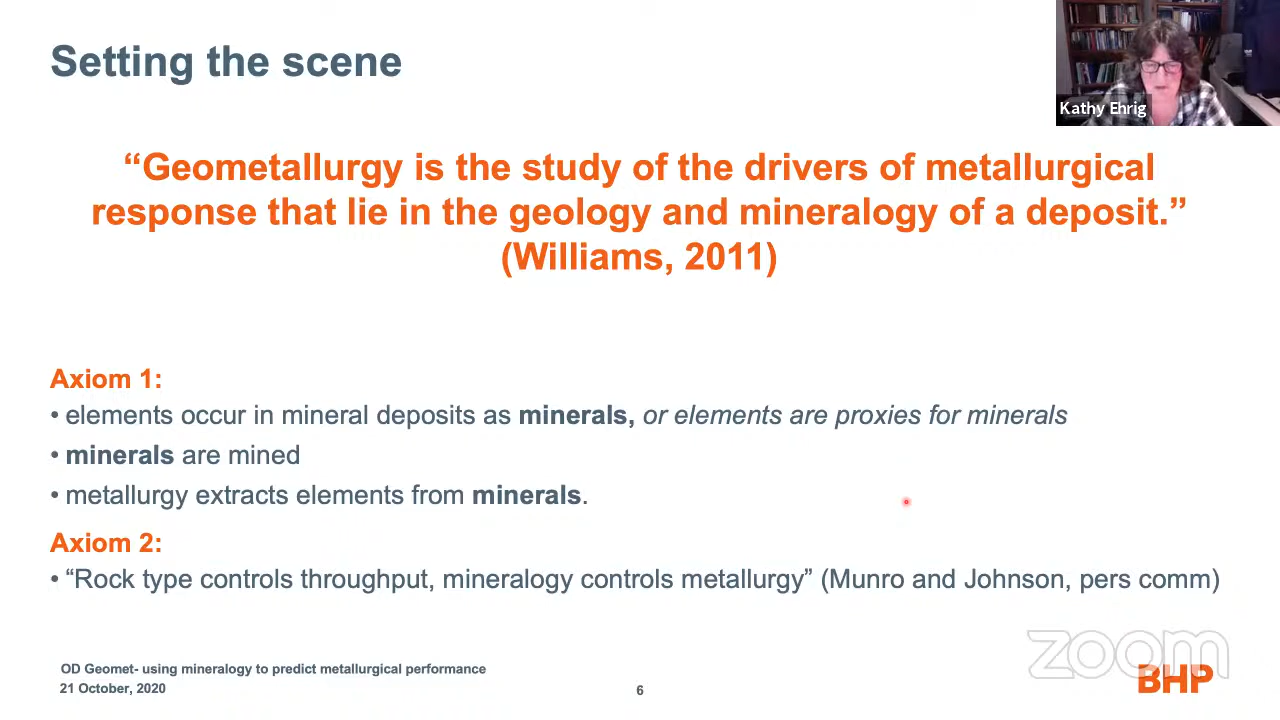 Setting the scene
Kathy Ehrig
“Geometallurgy is the study of the drivers of metallurgical
response that lie in the geology and mineralogy of a deposit.”
(Williams, 2011)
Axiom 1:
• elements occur in mineral deposits as minerals, or elements are proxies for minerals
• minerals are mined
• metallurgy extracts elements from minerals.
Axiom 2:
• “Rock type controls throughput, mineralogy controls metallurgy” (Munro and Johnson, pers comm)
OD Geomet- using mineralogy to predict metallurgical performance
21 October, 2020
6
zoom
BHP